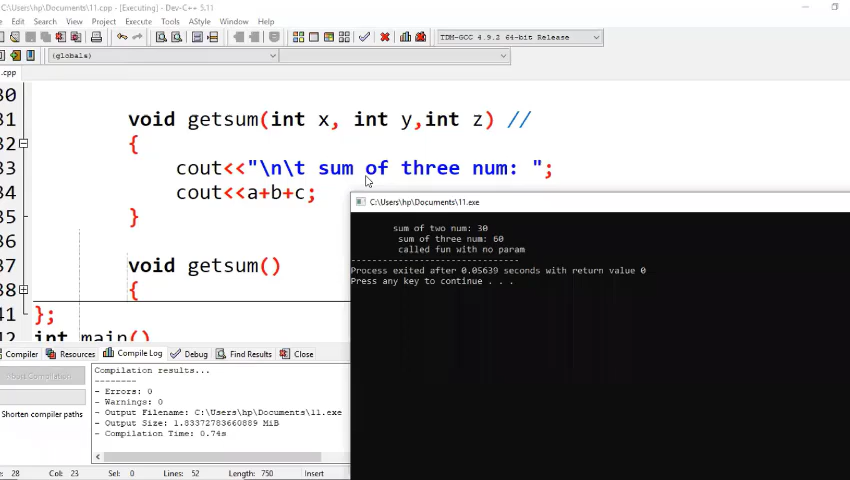 C:\Users\hp\Documents\11.cpp - [Executing] - Dev-C++ 5.11
Edit Search View Project Execute Tools AStyle Window Help
TDM-GCC 4.9.2 64-bit Release
(globals)
.cpp
30
31 void getsum(int x, int y,int z) //
32 {
33 cout<<"\n\t sum of three num: ";
34 cout<<a+b+c;
35 }
36
37 void getsum()
38 {
41 };
42 int main()
C:\Users\hp\Documents\11.exe
sum of two num: 30
sum of three num: 60
called fun with no param
--------------------------------
Process exited after 0.05639 seconds with return value 0
Press any key to continue . . .
Compiler Resources Compile Log Debug Find Results Close
Abort Compilation
Shorten compiler paths
Compilation results...
--------
- Errors: 0
- Warnings: 0
- Output Filename: C:\Users\hp\Documents\11.exe
- Output Size: 1.83372783660889 MiB
- Compilation Time: 0.74s
28 Col: 23 Sel: 0 Lines: 52 Length: 750 Insert